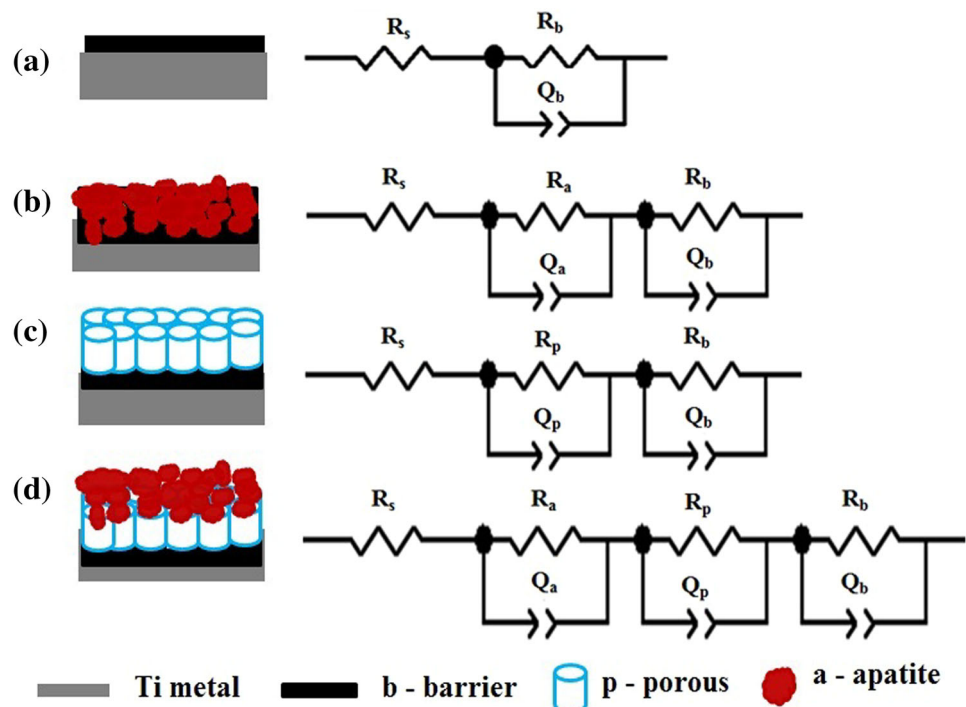 (a)
Rs
Rb
Qb
(b)
Rs
Ra
Rb
Qa
Qb
(c)
Rs
Rp
Rb
Qp
Qb
(d)
Rs
Ra
Rp
Rb
Qa
Qp
Qb
Ti metal
b - barrier
p - porous
a - apatite